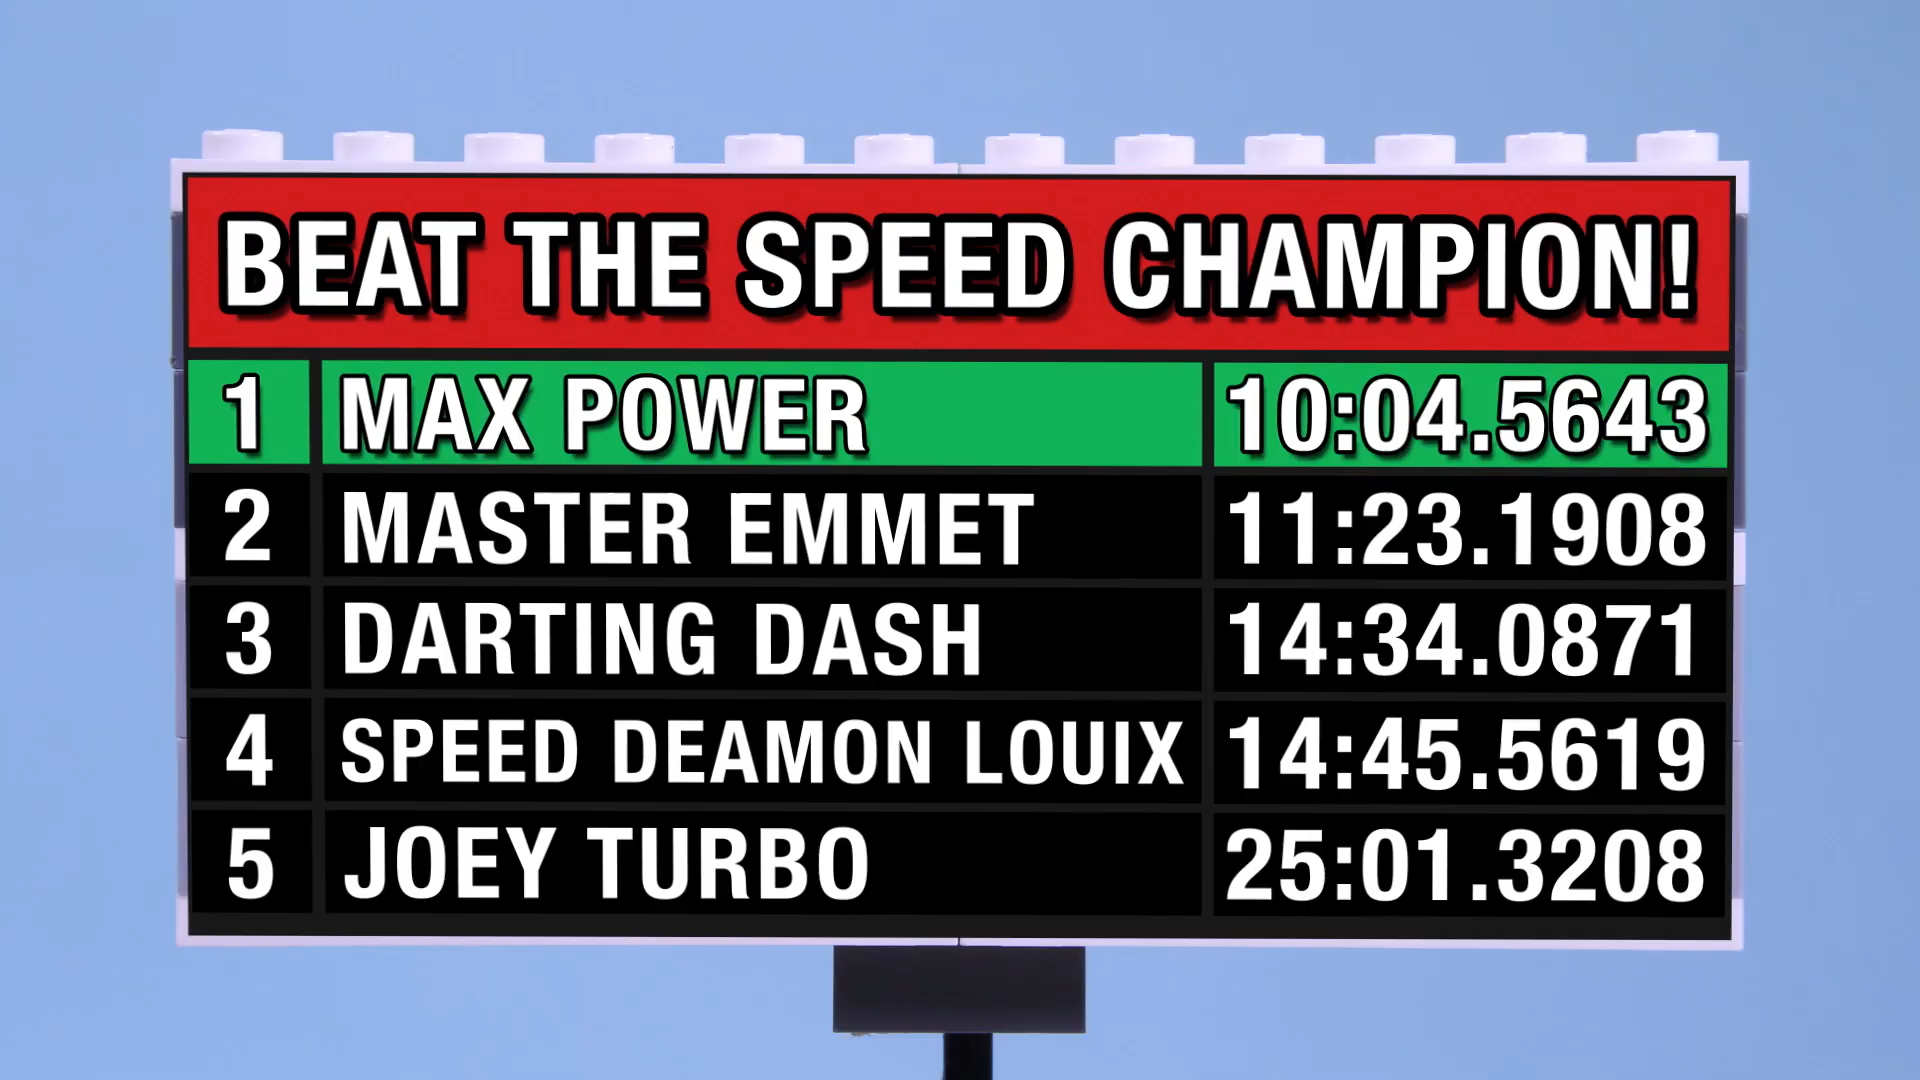 BEAT THE SPEED CHAMPION!
1 MAX POWER 10:04.5643
2 MASTER EMMET 11:23.1908
3 DARTING DASH 14:34.0871
4 SPEED DEAMON LOUIX 14:45.5619
5 JOEY TURBO 25:01.3208